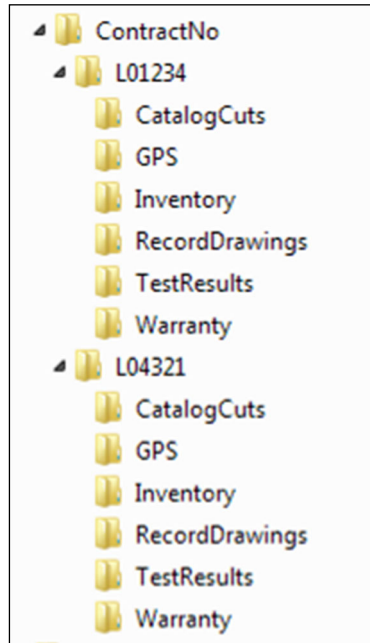 ContractNo
L01234
CatalogCuts
GPS
Inventory
RecordDrawings
TestResults
Warranty
L04321
CatalogCuts
GPS
Inventory
RecordDrawings
TestResults
Warranty